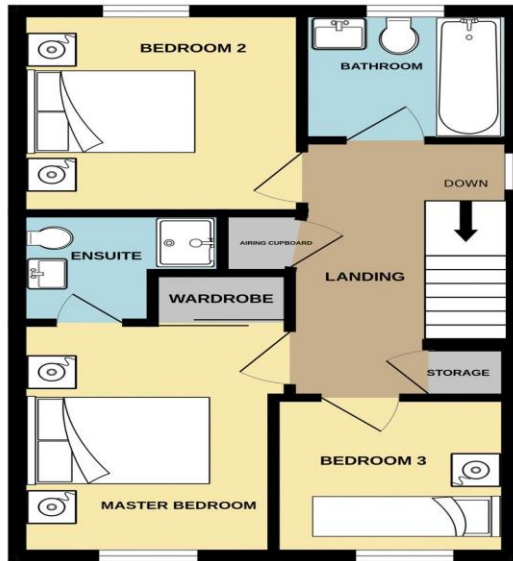 BEDROOM 2
BATHROOM
DOWN
AIRING CUPBOARD
ENSUITE
LANDING
WARDROBE
STORAGE
BEDROOM 3
MASTER BEDROOM